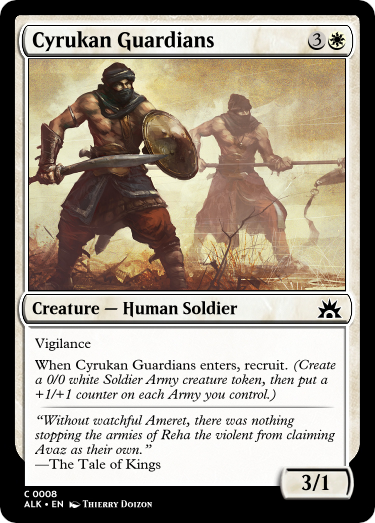 Cyrukan Guardians 3
Creature — Human Soldier
Vigilance
When Cyrukan Guardians enters, recruit. (Create
a 0/0 white Soldier Army creature token, then put a
+1/+1 counter on each Army you control.)
“Without watchful Ameret, there was nothing
stopping the armies of Reha the violent from claiming
Avaz as their own.”
—The Tale of Kings
3/1
C 0008
ALK • EN Thierry Doizon